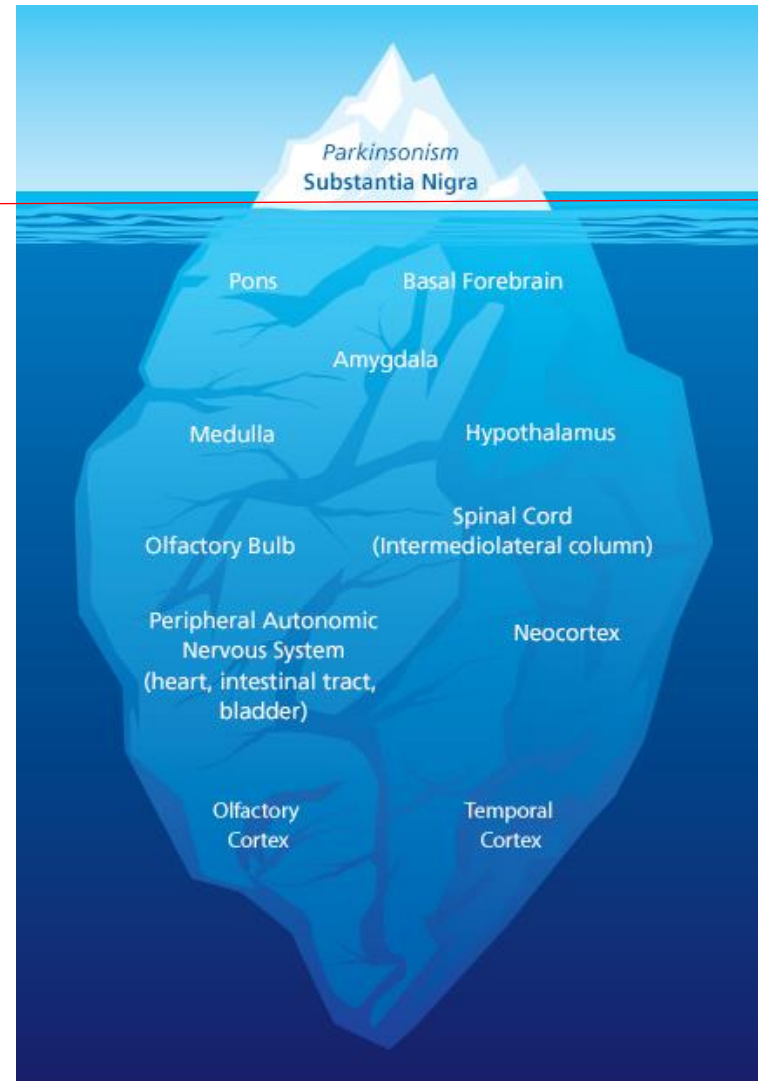 Parkinsonism
Substantia Nigra
Pons
Basal Forebrain
Amygdala
Medulla
Hypothalamus
Olfactory Bulb
Spinal Cord
(Intermediolateral column)
Peripheral Autonomic
Nervous System
(heart, intestinal tract,
bladder)
Neocortex
Olfactory
Cortex
Temporal
Cortex